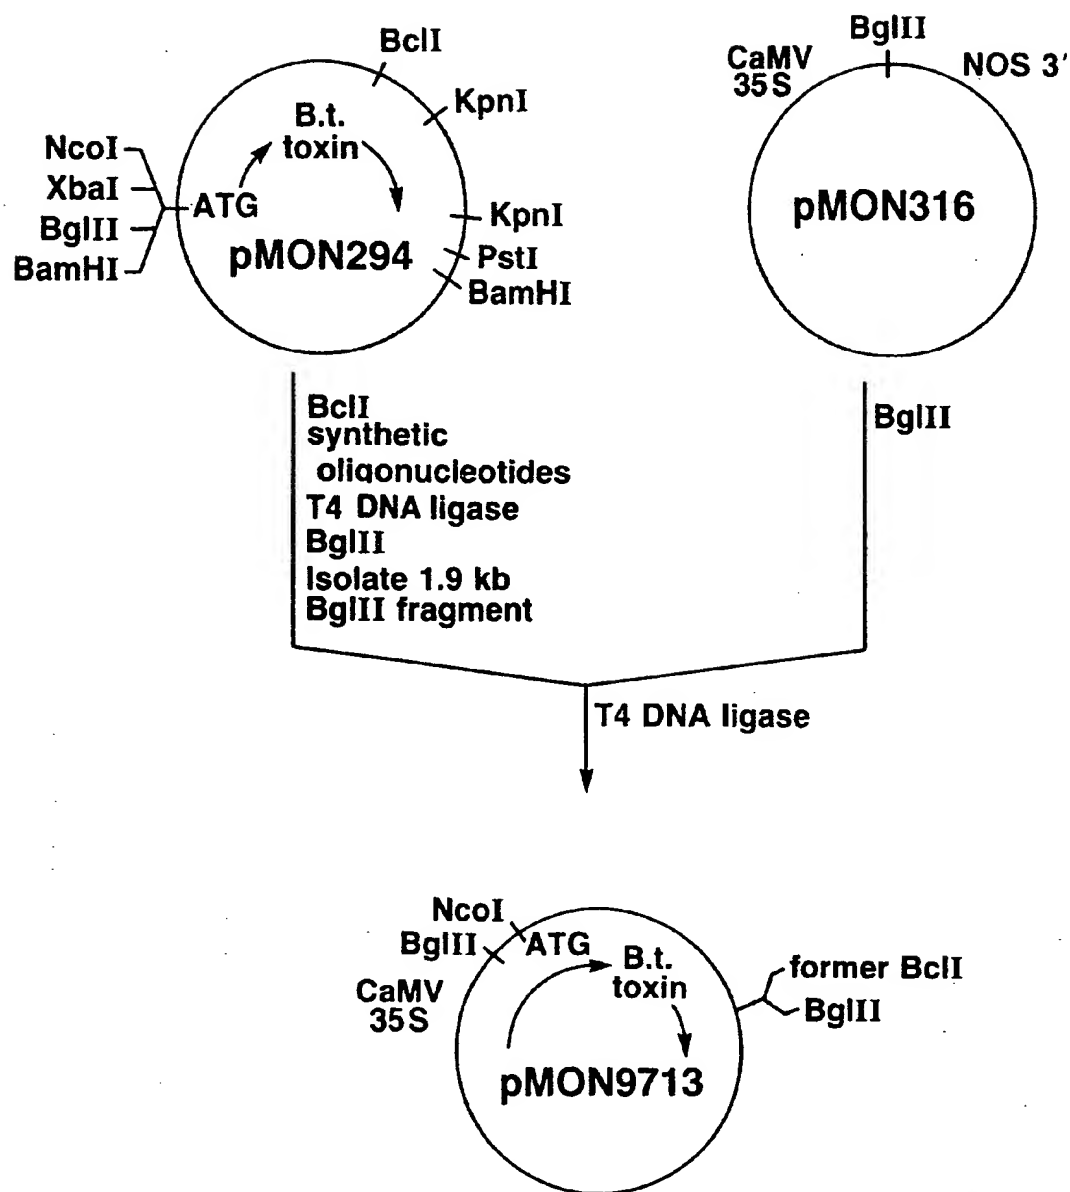 BclI
KpnI
B.t.
toxin
NcoI
XbaI
BglII
BamHI
ATG
pMON294
KpnI
PstI
BamHI
BglII
CaMV
35S
NOS 3'
pMON316
BclI
synthetic
oligonucleotides
T4 DNA ligase
BglII
Isolate 1.9 kb
BglII fragment
BglII
T4 DNA ligase
NcoI
BglII
ATG
B.t.
toxin
CaMV
35S
former BclI
BglII
pMON9713